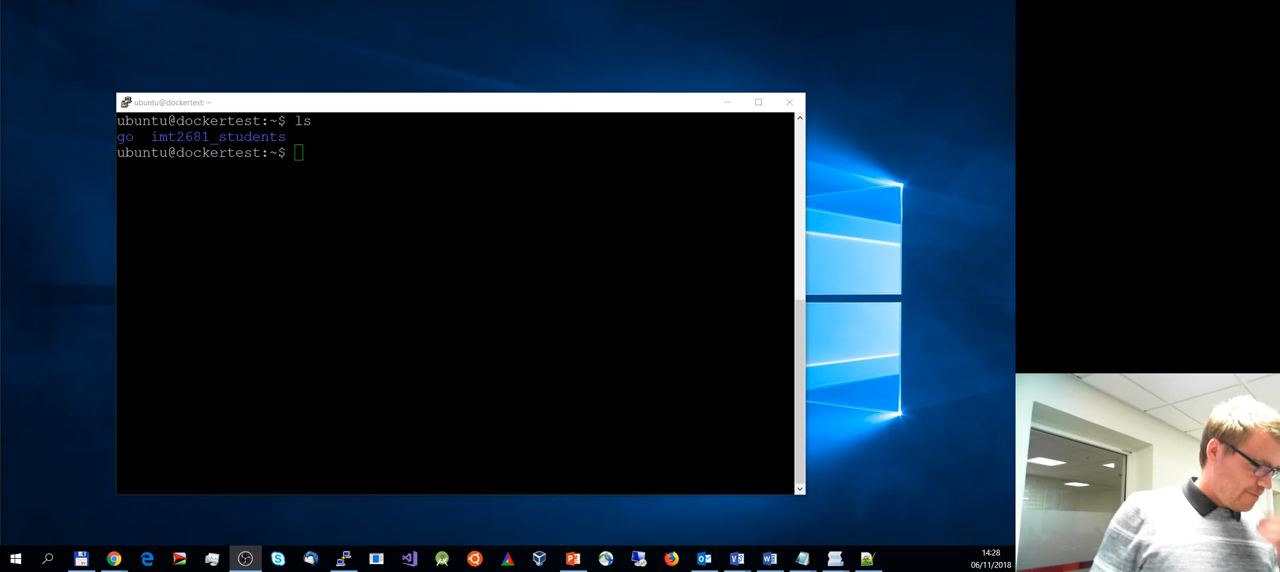 ubuntu@dockertest: ~
ubuntu@dockertest:~$ ls
go imt2681_students
ubuntu@dockertest:~$
14:28
06/11/2018